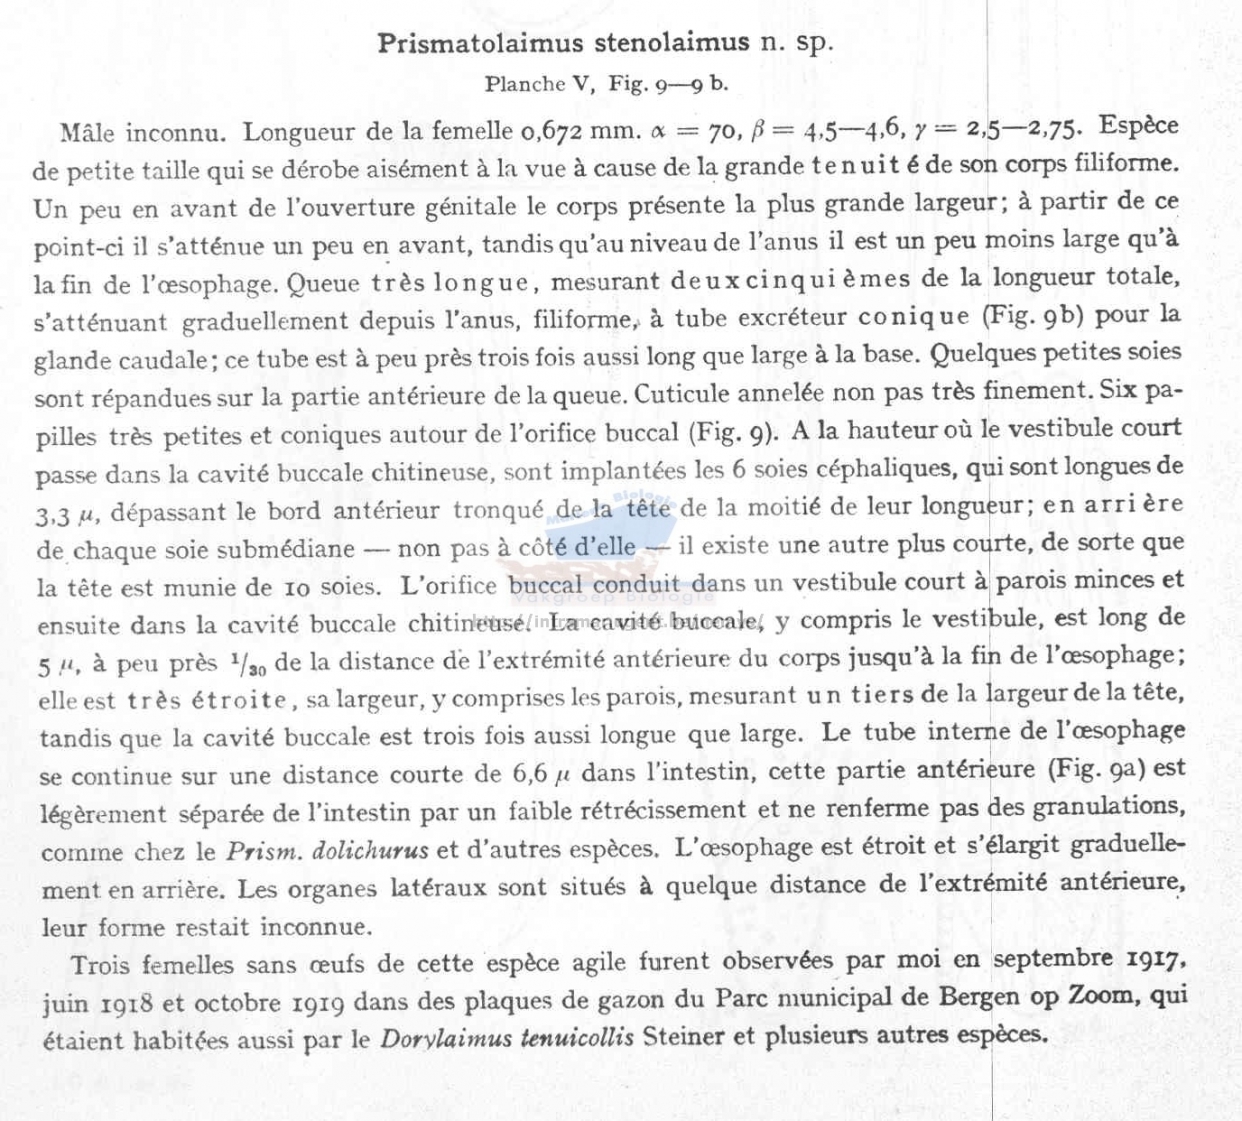 Prismatolaimus stenolaimus n. sp.
Planche V, Fig. 9—9 b.
Mâle inconnu. Longueur de la femelle 0,672 mm. α = 70, β = 4,5—4,6, γ = 2,5—2,75. Espèce
de petite taille qui se dérobe aisément à la vue à cause de la grande tenuité de son corps filiforme.
Un peu en avant de l'ouverture génitale le corps présente la plus grande largeur; à partir de ce
point-ci il s'atténue un peu en avant, tandis qu'au niveau de l'anus il est un peu moins large qu'à
la fin de l'œsophage. Queue très longue, mesurant deux cinquièmes de la longueur totale,
s'atténuant graduellement depuis l'anus, filiforme, à tube excréteur conique (Fig. 9b) pour la
glande caudale; ce tube est à peu près trois fois aussi long que large à la base. Quelques petites soies
sont répandues sur la partie antérieure de la queue. Cuticule annelée non pas très finement. Six pa-
pilles très petites et coniques autour de l'orifice buccal (Fig. 9). A la hauteur où le vestibule court
passe dans la cavité buccale chitineuse, sont implantées les 6 soies céphaliques, qui sont longues de
3,3 μ, dépassant le bord antérieur tronqué de la tête de la moitié de leur longueur; en arrière
de chaque soie submédiane — non pas à côté d'elle — il existe une autre plus courte, de sorte que
la tête est munie de 10 soies. L'orifice buccal conduit dans un vestibule court à parois minces et
ensuite dans la cavité buccale chitineuse. La cavité buccale, y compris le vestibule, est long de
5 μ, à peu près 1/30 de la distance de l'extrémité antérieure du corps jusqu'à la fin de l'œsophage;
elle est très étroite, sa largeur, y comprises les parois, mesurant un tiers de la largeur de la tête,
tandis que la cavité buccale est trois fois aussi longue que large. Le tube interne de l'œsophage
se continue sur une distance courte de 6,6 μ dans l'intestin, cette partie antérieure (Fig. 9a) est
légèrement séparée de l'intestin par un faible rétrécissement et ne renferme pas des granulations,
comme chez le Prism. dolichurus et d'autres espèces. L'œsophage est étroit et s'élargit graduelle-
ment en arrière. Les organes latéraux sont situés à quelque distance de l'extrémité antérieure,
leur forme restait inconnue.
Trois femelles sans œufs de cette espèce agile furent observées par moi en septembre 1917,
juin 1918 et octobre 1919 dans des plaques de gazon du Parc municipal de Bergen op Zoom, qui
étaient habitées aussi par le Dorylaimus tenuicollis Steiner et plusieurs autres espèces.
Biologie
Vakgroep Biologie